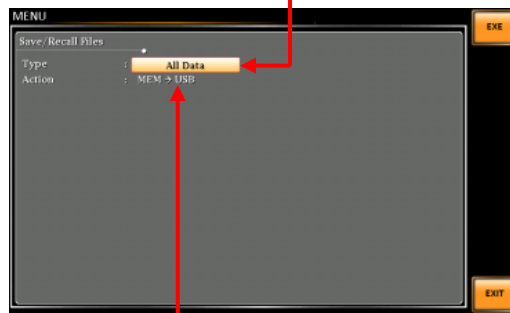 MENU
EXE
Save/Recall Files
Type : All Data
Action : MEM → USB
EXIT